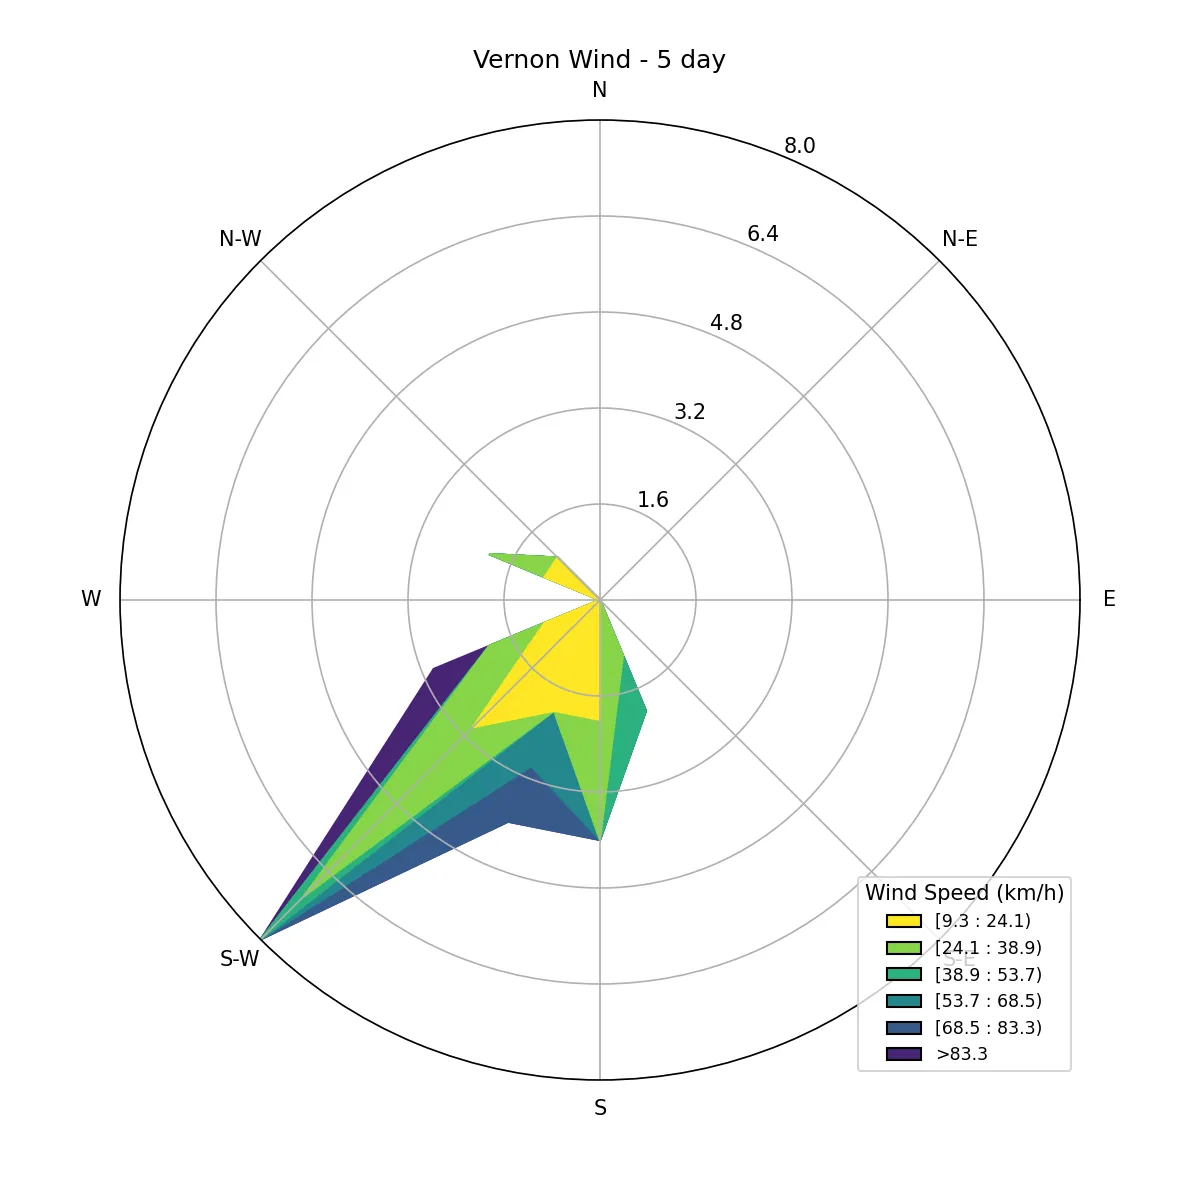 Vernon Wind - 5 day
N
8.0
N-W
6.4
N-E
4.8
3.2
1.6
W
E
S-W
S-E
S
Wind Speed (km/h)
[9.3 : 24.1)
[24.1 : 38.9)
[38.9 : 53.7)
[53.7 : 68.5)
[68.5 : 83.3)
>83.3